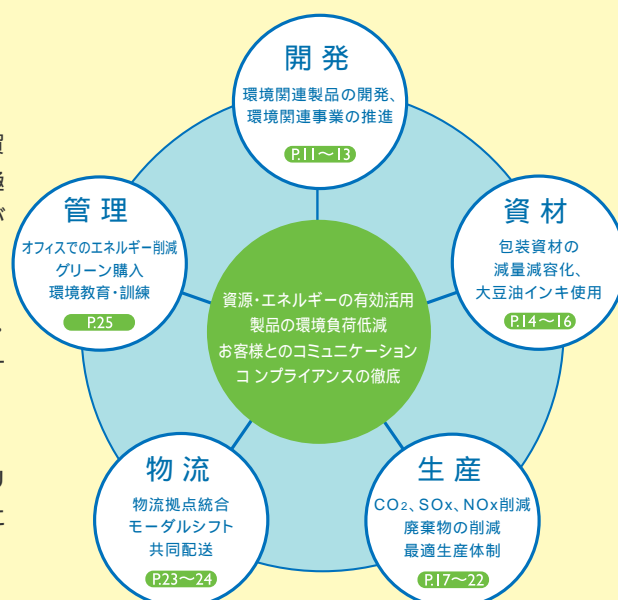 開発
環境関連製品の開発、
環境関連事業の推進
P.11～13
資材
包装資材の
減量減容化、
大豆油インキ使用
P.14～16
生産
CO₂、SOx、NOx削減
廃棄物の削減
最適生産体制
P.17～22
物流
物流拠点統合
モーダルシフト
共同配送
P.23～24
管理
オフィスでのエネルギー削減
グリーン購入
環境教育・訓練
P.25
資源・エネルギーの有効活用
製品の環境負荷低減
お客様とのコミュニケーション
コンプライアンスの徹底